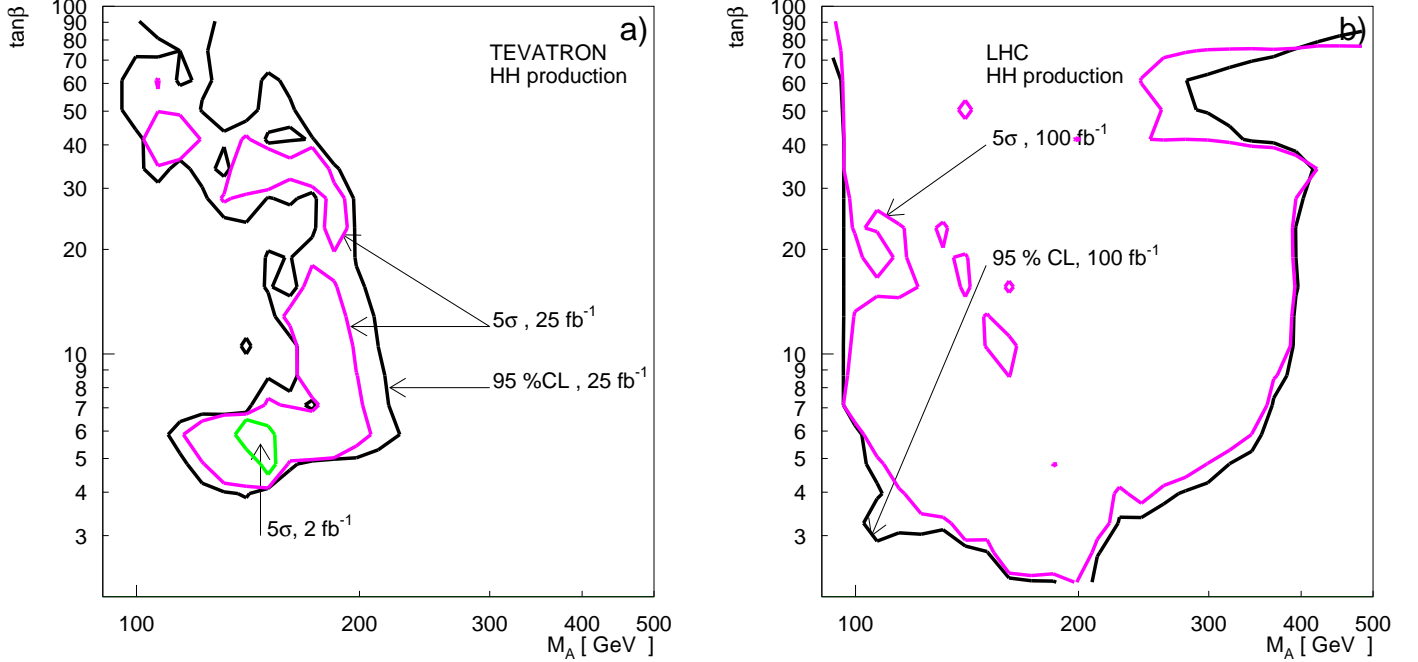 a)
TEVATRON
HH production
tanβ
90
80
70
60
50
40
30
20
10
9
8
7
6
5
4
3
5σ , 25 fb⁻¹
95 %CL , 25 fb⁻¹
5σ, 2 fb⁻¹
100 200 300 400 500
M_A [ GeV ]
b)
LHC
HH production
tanβ
90
80
70
60
50
40
30
20
10
9
8
7
6
5
4
3
5σ , 100 fb⁻¹
95 % CL, 100 fb⁻¹
100 200 300 400 500
M_A [ GeV ]